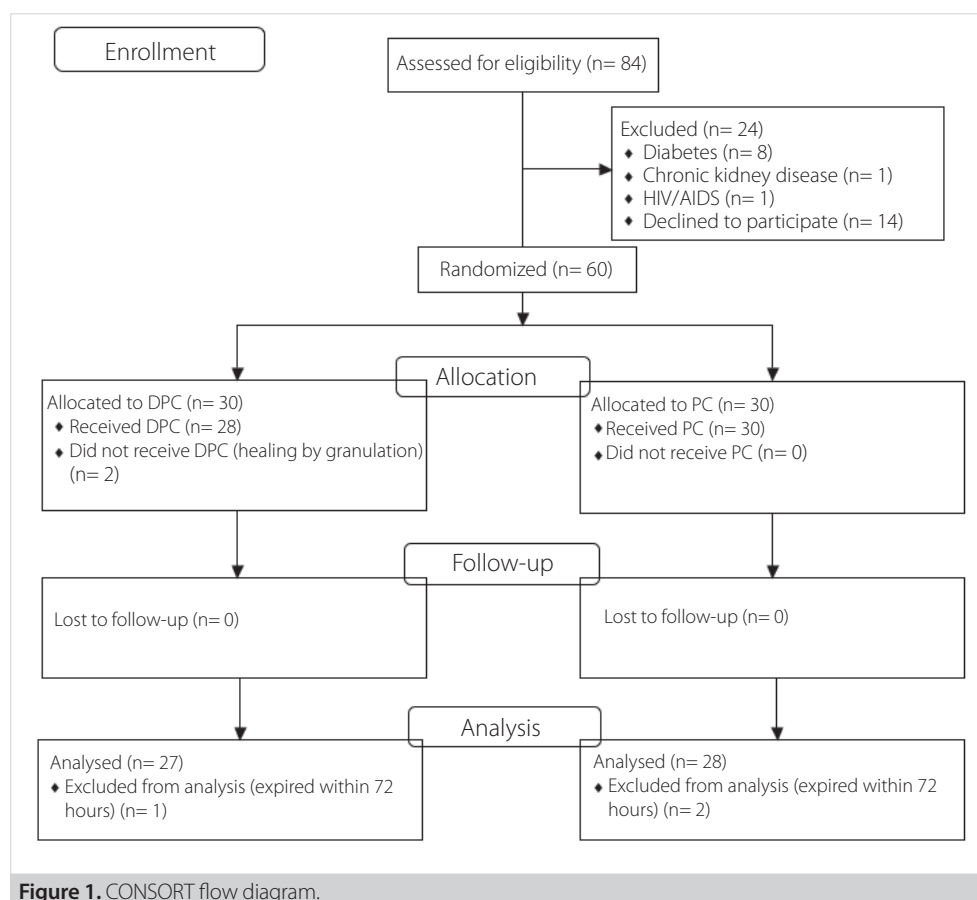 Enrollment
Assessed for eligibility (n= 84)
Excluded (n= 24)
♦ Diabetes (n= 8)
♦ Chronic kidney disease (n= 1)
♦ HIV/AIDS (n= 1)
♦ Declined to participate (n= 14)
Randomized (n= 60)
Allocation
Allocated to DPC (n= 30)
♦ Received DPC (n= 28)
♦ Did not receive DPC (healing by granulation)
(n= 2)
Allocated to PC (n= 30)
♦ Received PC (n= 30)
♦ Did not receive PC (n= 0)
Follow-up
Lost to follow-up (n= 0)
Lost to follow-up (n= 0)
Analysis
Analysed (n= 27)
♦ Excluded from analysis (expired within 72
hours) (n= 1)
Analysed (n= 28)
♦ Excluded from analysis (expired within 72
hours) (n= 2)
Figure 1. CONSORT flow diagram.